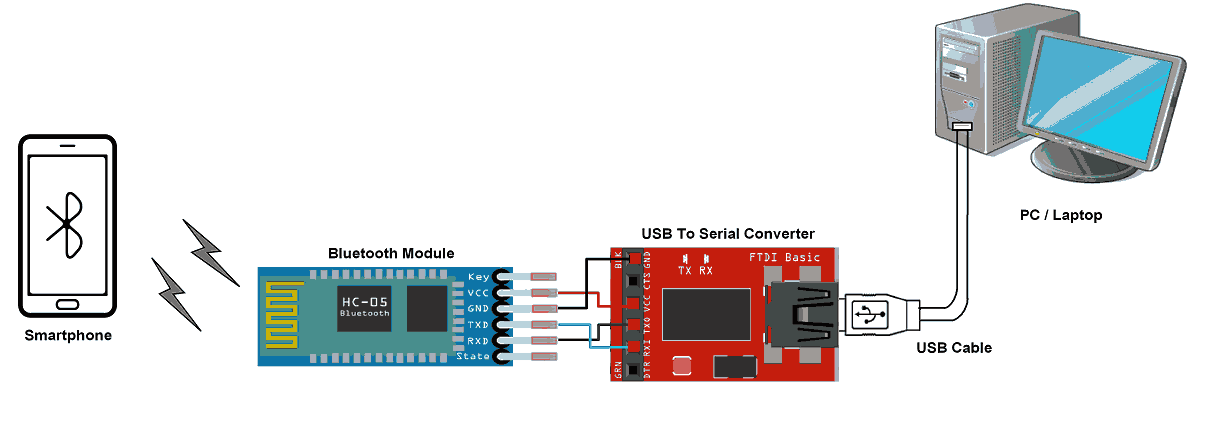 Smartphone
Bluetooth Module
HC-05
Bluetooth
Key
VCC
GND
TXD
RXD
State
USB To Serial Converter
BLK
GND
CTS
VCC
TXO
RXI
DTR
GRN
TX RX
FTDI Basic
USB Cable
PC / Laptop